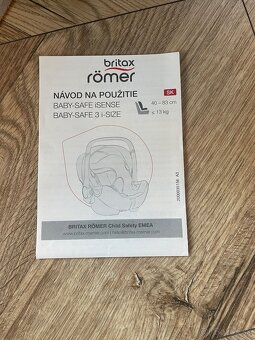 britax
römer
NÁVOD NA POUŽITIE
SK
BABY-SAFE iSENSE
BABY-SAFE 3 i-SIZE
40 – 83 cm
≤ 13 kg
BRITAX RÖMER Child Safety EMEA